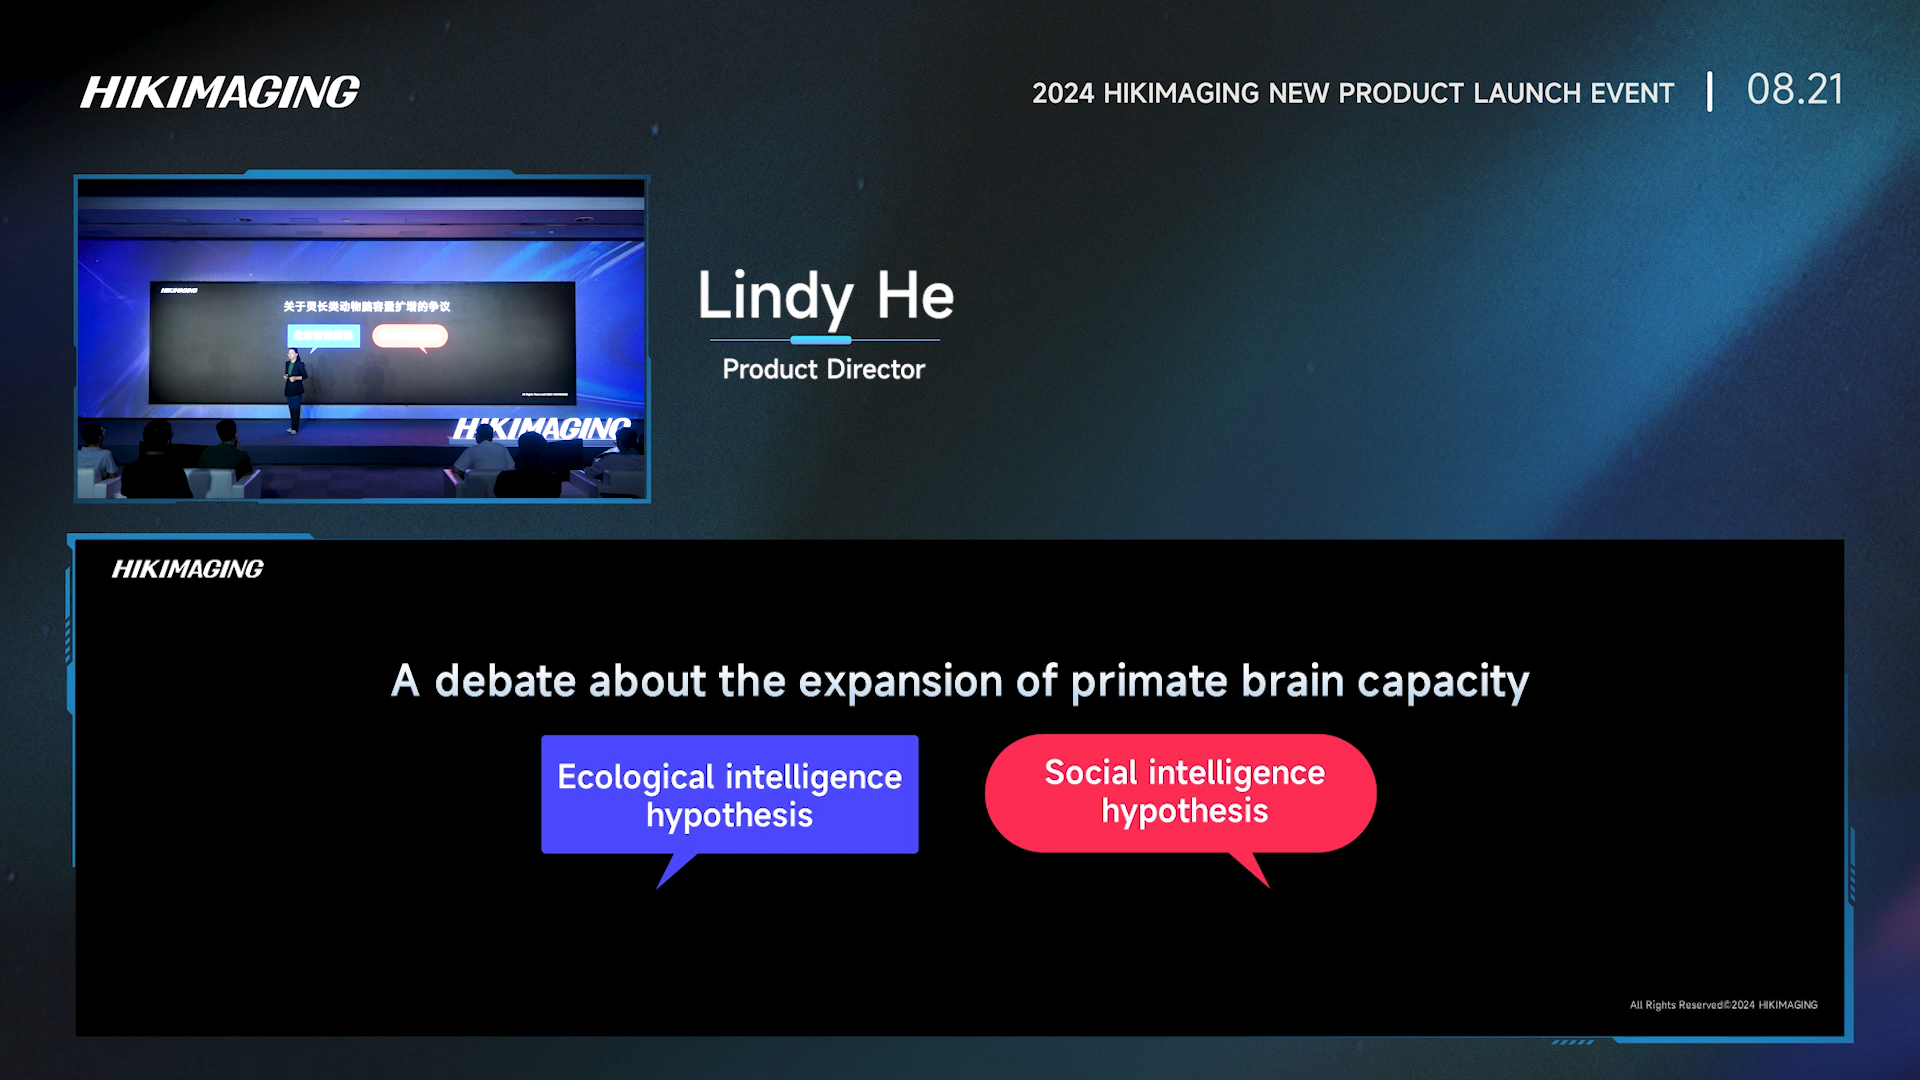 HIKIMAGING
2024 HIKIMAGING NEW PRODUCT LAUNCH EVENT
08.21
HIKIMAGING
关于灵长类动物脑容量扩增的争议
HIKIMAGING
Lindy He
Product Director
HIKIMAGING
A debate about the expansion of primate brain capacity
Ecological intelligence
hypothesis
Social intelligence
hypothesis
All Rights Reserved©2024 HIKIMAGING